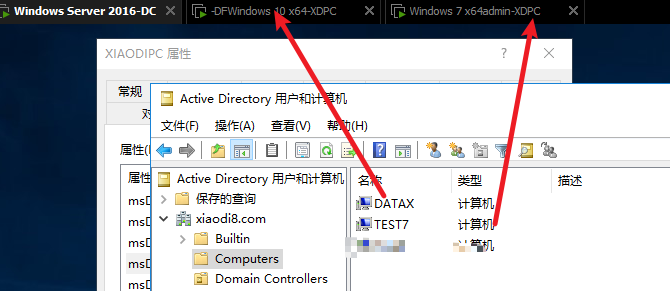 Windows Server 2016-DC
-DFWindows 10 x64-XDPC
Windows 7 x64admin-XDPC
XIAODIPC 属性
常规
Active Directory 用户和计算机
对
文件(F) 操作(A) 查看(V) 帮助(H)
属性(
属性
msD
msD
msD
msD
msD
Active Directory 用户和计算机
保存的查询
xiaodi8.com
Builtin
Computers
Domain Controllers
名称 类型 描述
DATAX 计算机
TEST7 计算机
计算机